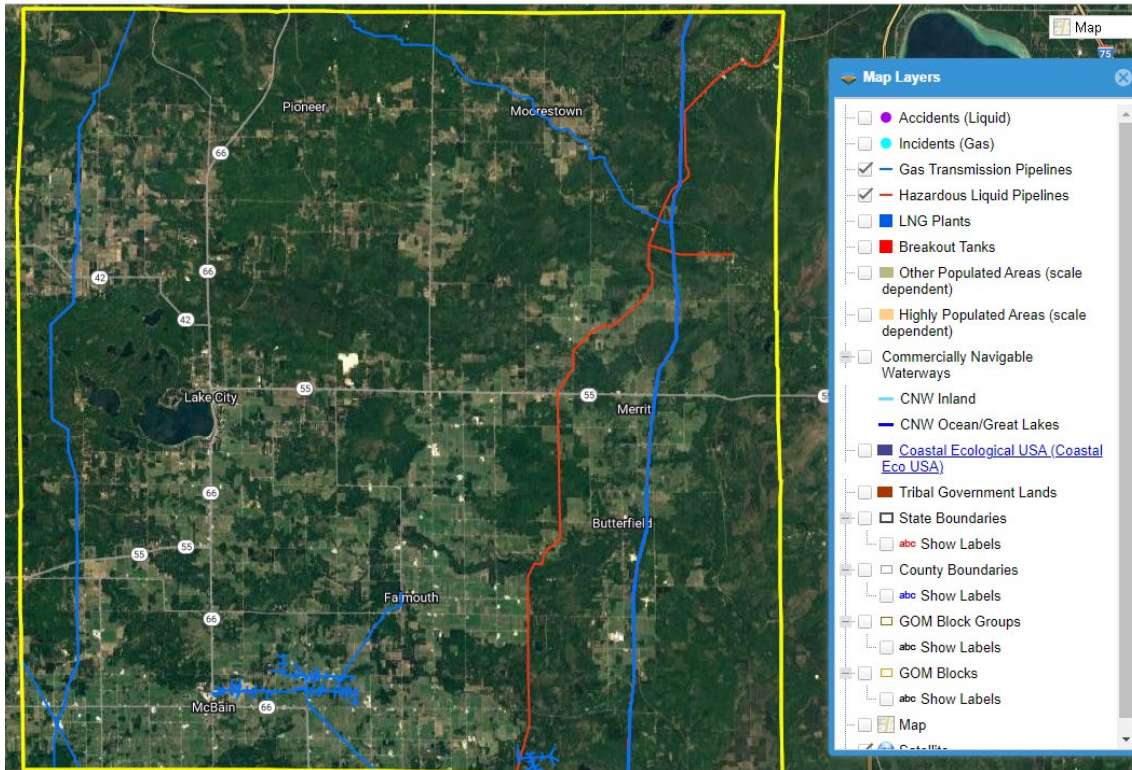 Map
75
Map Layers
Accidents (Liquid)
Incidents (Gas)
Gas Transmission Pipelines
Hazardous Liquid Pipelines
LNG Plants
Breakout Tanks
Other Populated Areas (scale
dependent)
Highly Populated Areas (scale
dependent)
Commercially Navigable
Waterways
CNW Inland
CNW Ocean/Great Lakes
Coastal Ecological USA (Coastal
Eco USA)
Tribal Government Lands
State Boundaries
abc Show Labels
County Boundaries
abc Show Labels
GOM Block Groups
abc Show Labels
GOM Blocks
abc Show Labels
Map
Satellite
Pioneer
Moorestown
66
66
42
42
Lake City
55
55
55
Merrit
66
Butterfield
55
55
Falmouth
66
McBain
66